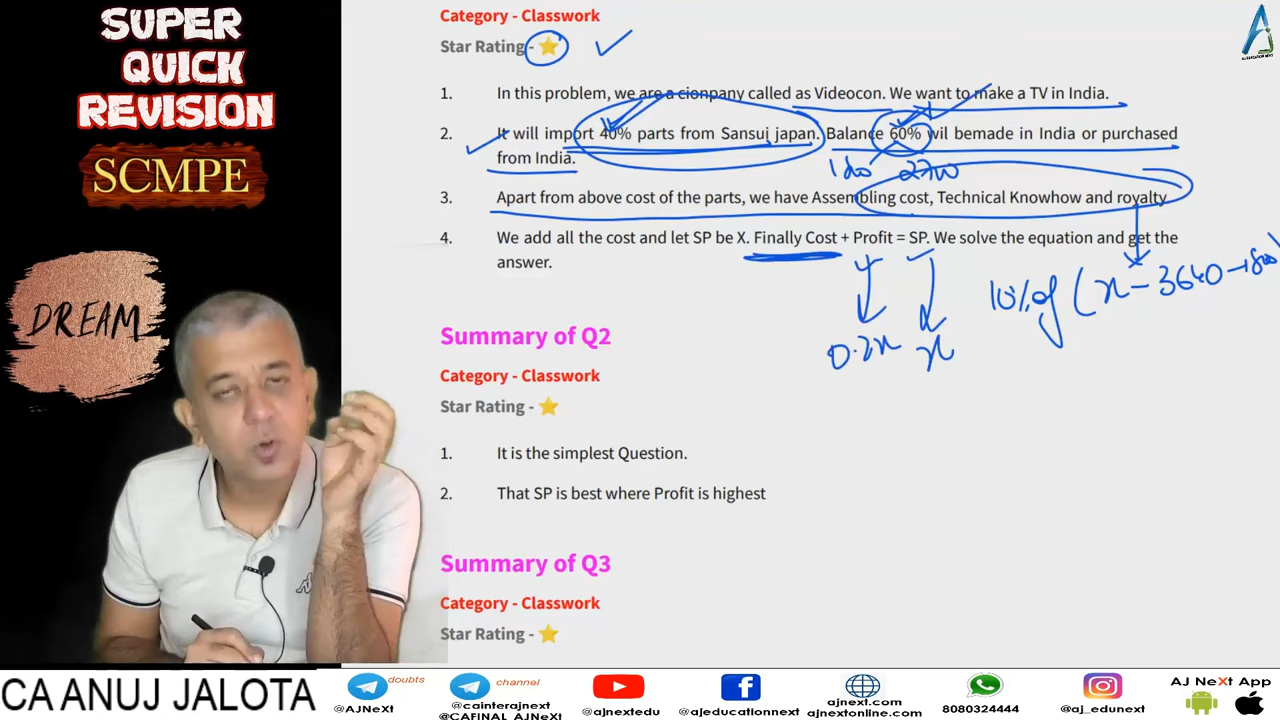 SUPER
QUICK
REVISION
SCMPE
DREAM
Category - Classwork
Star Rating -
1. In this problem, we are a cionpany called as Videocon. We want to make a TV in India.
2. It will import 40% parts from Sansui japan. Balance 60% wil bemade in India or purchased
from India.
180 2770
3. Apart from above cost of the parts, we have Assembling cost, Technical Knowhow and royalty
4. We add all the cost and let SP be X. Finally Cost + Profit = SP. We solve the equation and get the
answer.
10% of (x - 3640 - 180)
0.2x x
Summary of Q2
Category - Classwork
Star Rating -
1. It is the simplest Question.
2. That SP is best where Profit is highest
Summary of Q3
Category - Classwork
Star Rating -
CA ANUJ JALOTA
doubts
@AJNeXt
channel
@cainterajnext
@CAFINAL_AJNeXt
@ajnextedu
@ajeducationnext
ajnext.com
ajnextonline.com
8080324444
@aj_edunext
AJ NeXt App